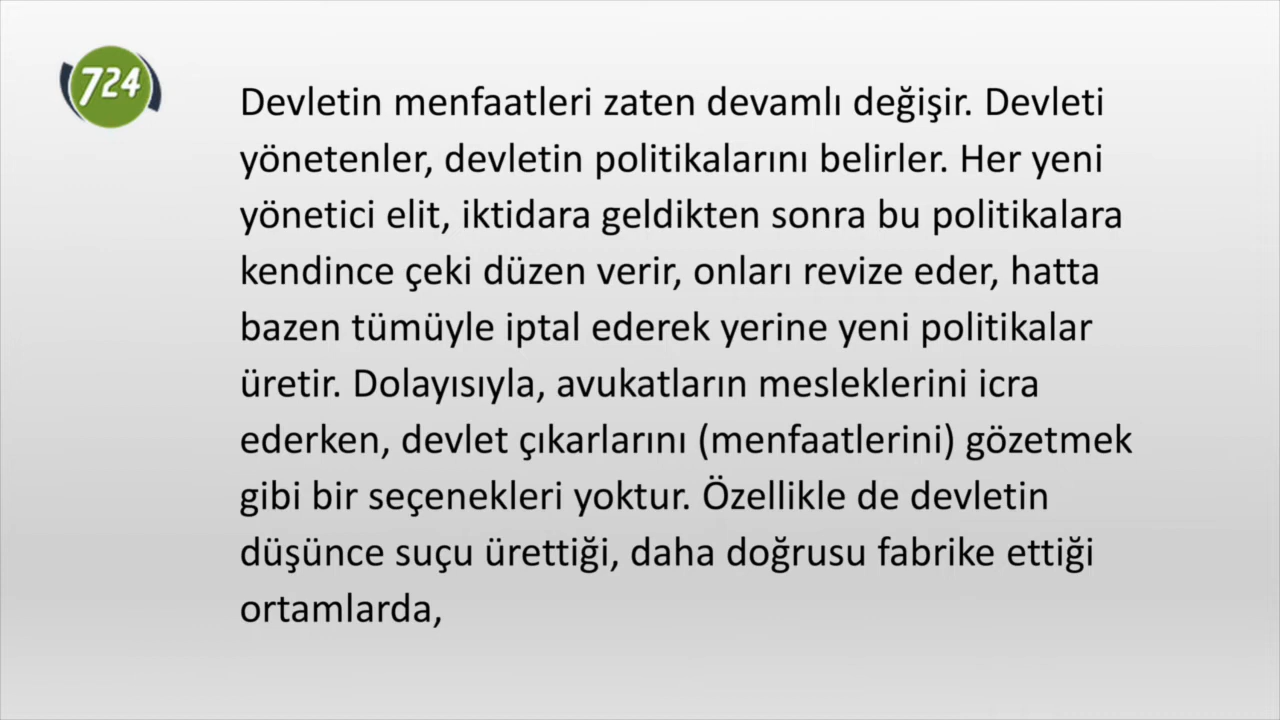 724
Devletin menfaatleri zaten devamlı değişir. Devleti
yönetenler, devletin politikalarını belirler. Her yeni
yönetici elit, iktidara geldikten sonra bu politikalara
kendince çeki düzen verir, onları revize eder, hatta
bazen tümüyle iptal ederek yerine yeni politikalar
üretir. Dolayısıyla, avukatların mesleklerini icra
ederken, devlet çıkarlarını (menfaatlerini) gözetmek
gibi bir seçenekleri yoktur. Özellikle de devletin
düşünce suçu ürettiği, daha doğrusu fabrike ettiği
ortamlarda,